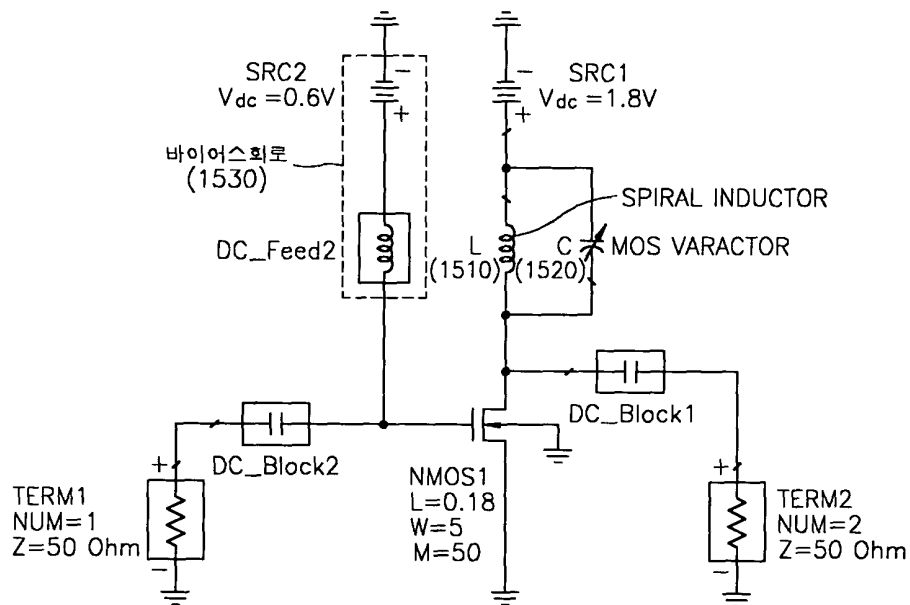 SRC2
Vdc =0.6V
−
+
SRC1
Vdc =1.8V
−
+
바이어스회로
(1530)
DC_Feed2
SPIRAL INDUCTOR
L
(1510)
C
(1520)
MOS VARACTOR
DC_Block1
DC_Block2
NMOS1
L=0.18
W=5
M=50
+
TERM1
NUM=1
Z=50 Ohm
−
+
TERM2
NUM=2
Z=50 Ohm
−